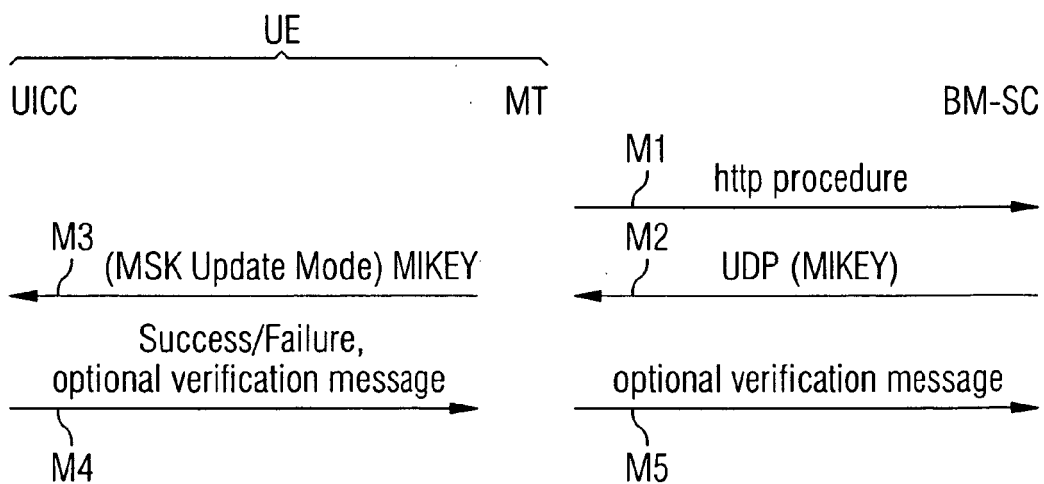 UE
UICC MT BM-SC
M1
http procedure
M3 M2
(MSK Update Mode) MIKEY UDP (MIKEY)
Success/Failure,
optional verification message optional verification message
M4 M5